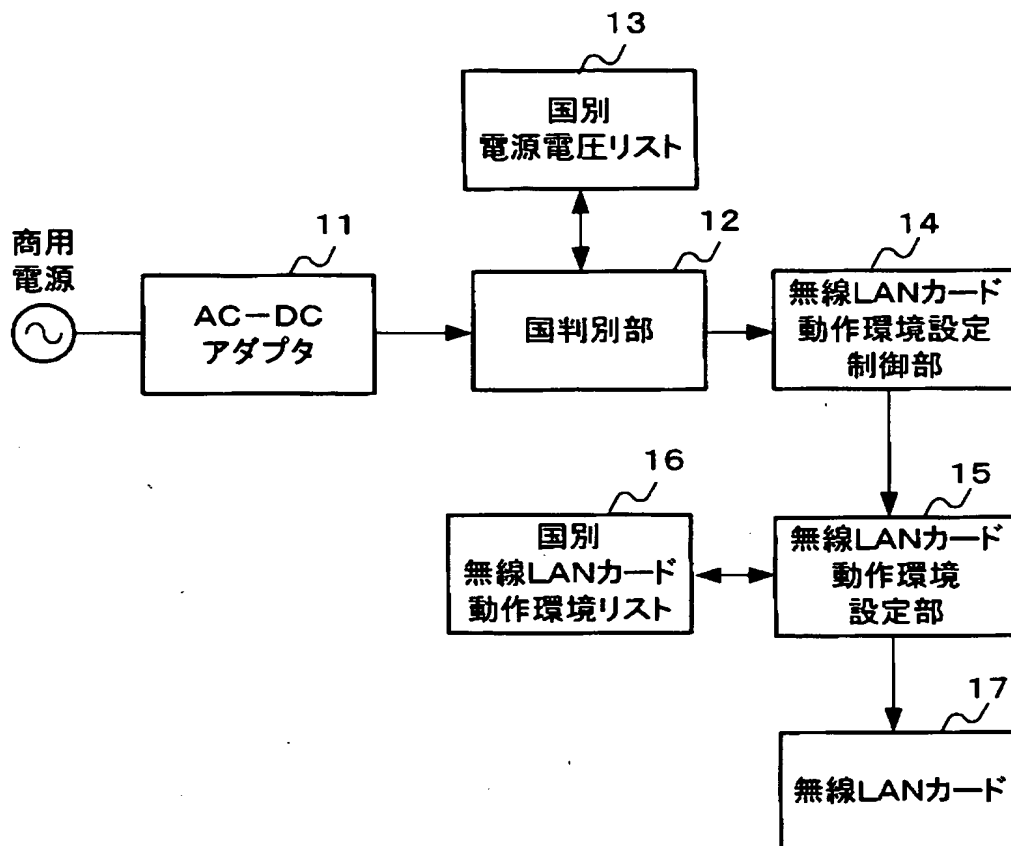 13
国別
電源電圧リスト
商用
電源
11
AC-DC
アダプタ
12
国判別部
14
無線LANカード
動作環境設定
制御部
16
国別
無線LANカード
動作環境リスト
15
無線LANカード
動作環境
設定部
17
無線LANカード